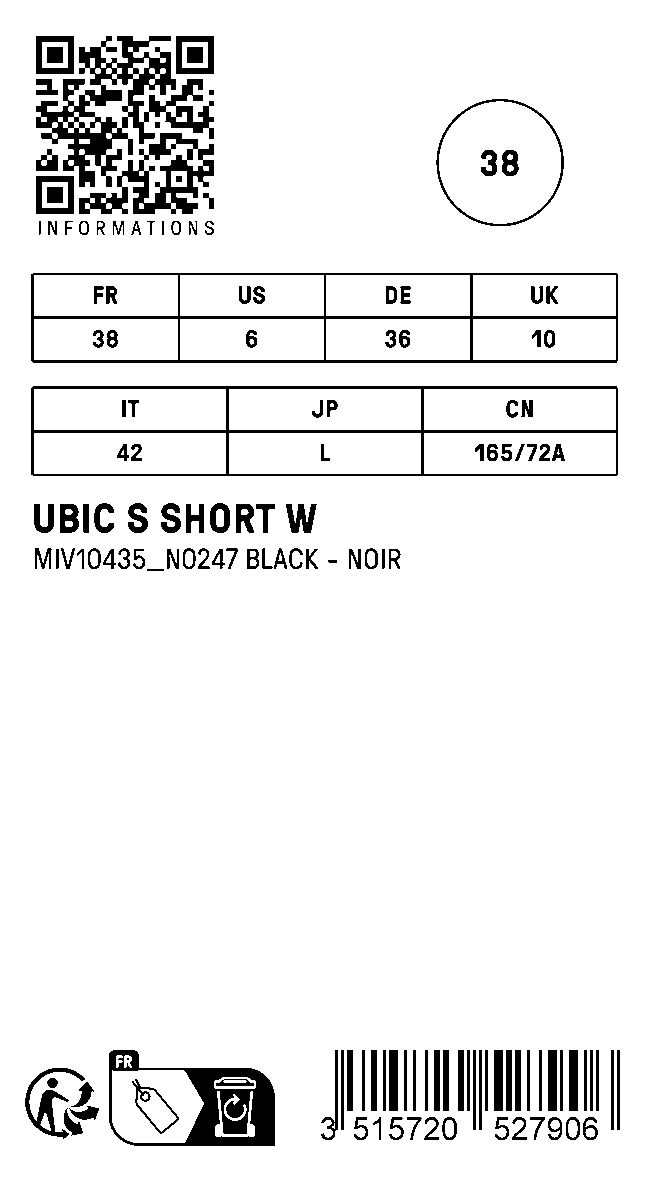 INFORMATIONS
38
FR US DE UK
38 6 36 10
IT JP CN
42 L 165/72A
UBIC S SHORT W
MIV10435_N0247 BLACK - NOIR
FR
3 515720 527906